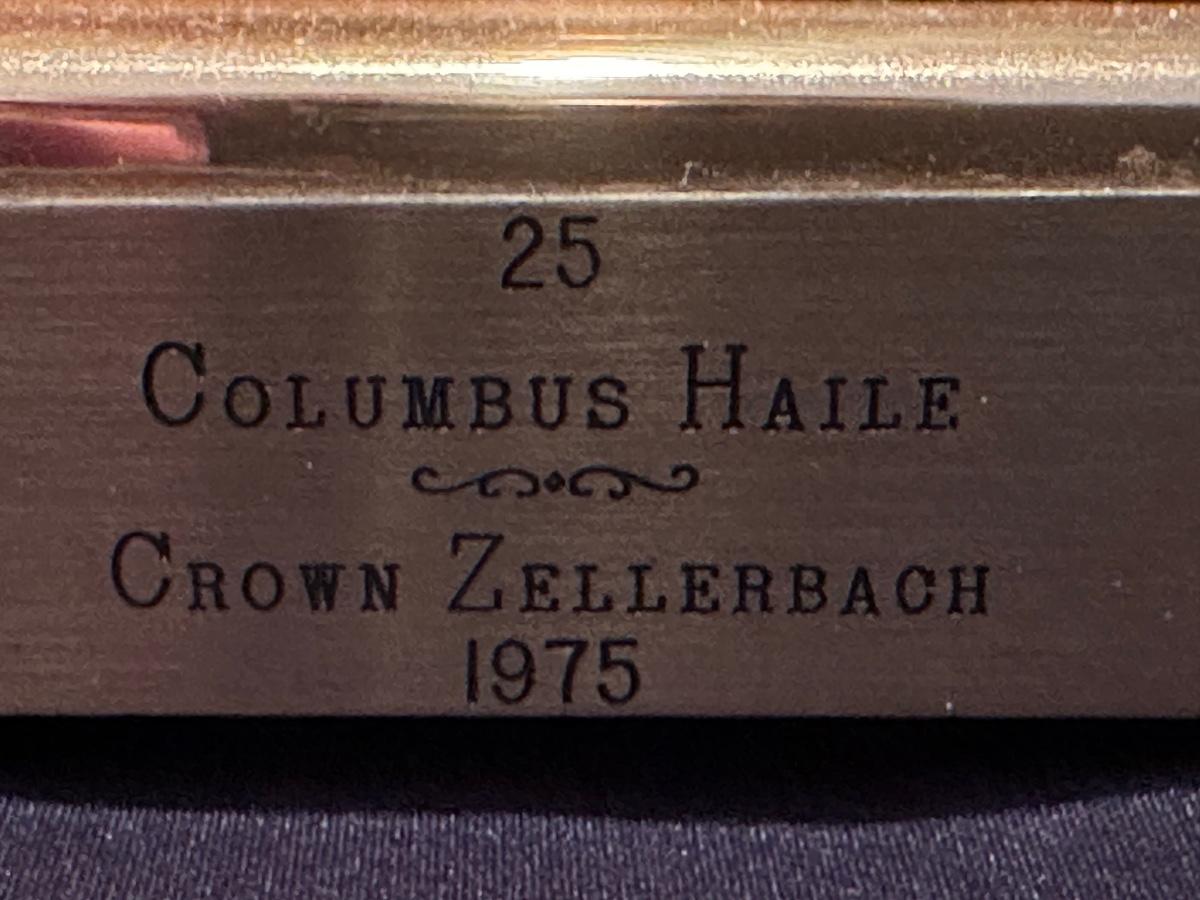 25
COLUMBUS HAILE
CROWN ZELLERBACH
1975